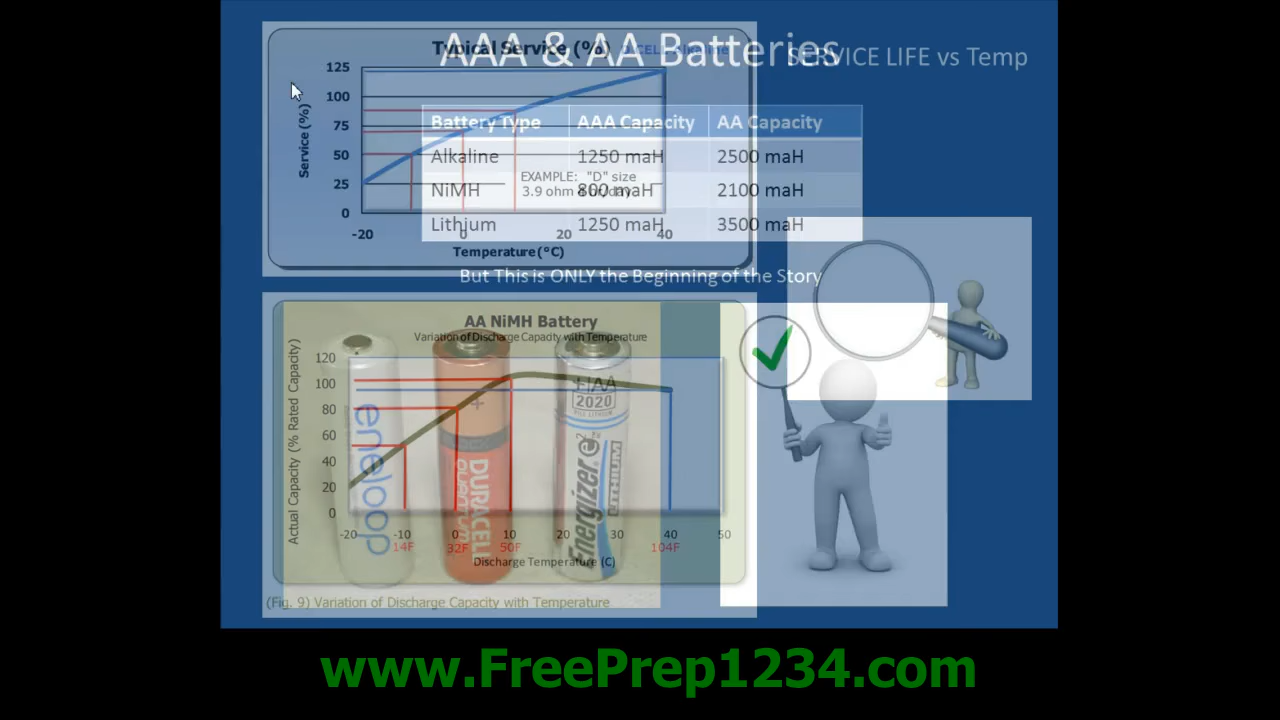 AAA & AA Batteries
SERVICE LIFE vs Temp
Typical Service (%)
125
100
75
50
25
0
Service (%)
-20
0
20
40
Temperature (°C)
EXAMPLE: "D" size
3.9 ohm
Battery Type AAA Capacity AA Capacity
Alkaline 1250 maH 2500 maH
NiMH 800 maH 2100 maH
Lithium 1250 maH 3500 maH
But This is ONLY the Beginning of the Story
AA NiMH Battery
Variation of Discharge Capacity with Temperature
Actual Capacity (% Rated Capacity)
120
100
80
60
40
20
0
-20 -10 0 10 20 30 40 50
14F 32F 50F 104F
Discharge Temperature (C)
eneloop
+
DURACELL
QUANTUM
AA
2020
Energizer
LITHIUM
(Fig. 9) Variation of Discharge Capacity with Temperature
www.FreePrep1234.com